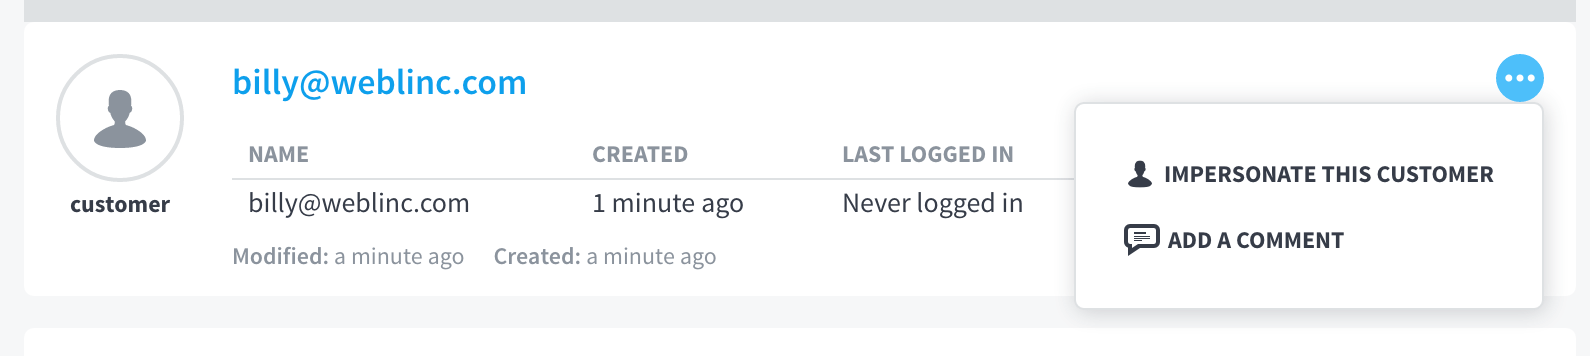 billy@weblinc.com
NAME CREATED LAST LOGGED IN
customer billy@weblinc.com 1 minute ago Never logged in
Modified: a minute ago Created: a minute ago
IMPERSONATE THIS CUSTOMER
ADD A COMMENT